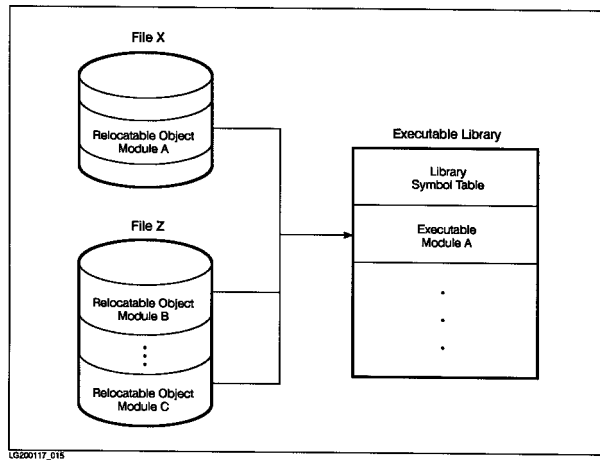 File X
Relocatable Object
Module A
File Z
Relocatable Object
Module B
Relocatable Object
Module C
Executable Library
Library
Symbol Table
Executable
Module A
LG200117_015